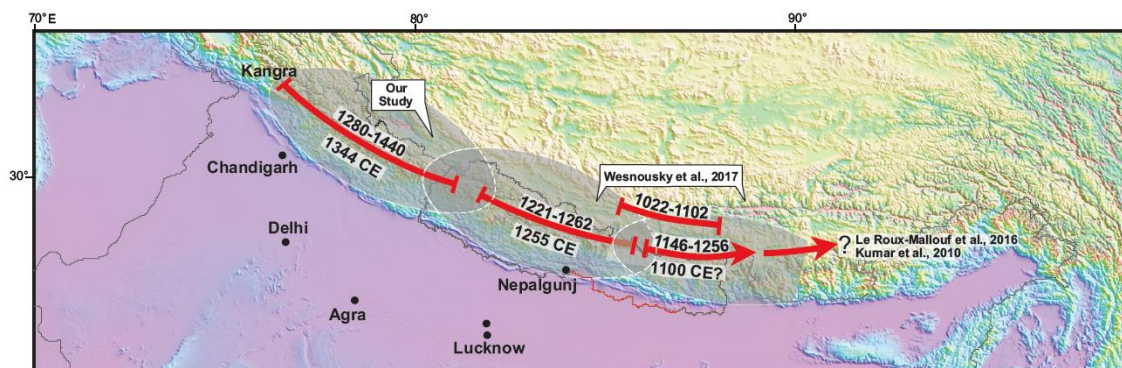 70° E
80°
90°
Kangra
Our
Study
1280-1440
1344 CE
Chandigarh
30°
Wesnousky et al., 2017
1022-1102
1221-1262
1255 CE
1146-1256
1100 CE?
? Le Roux-Mallouf et al., 2016
Kumar et al., 2010
Delhi
Nepalgunj
Agra
Lucknow